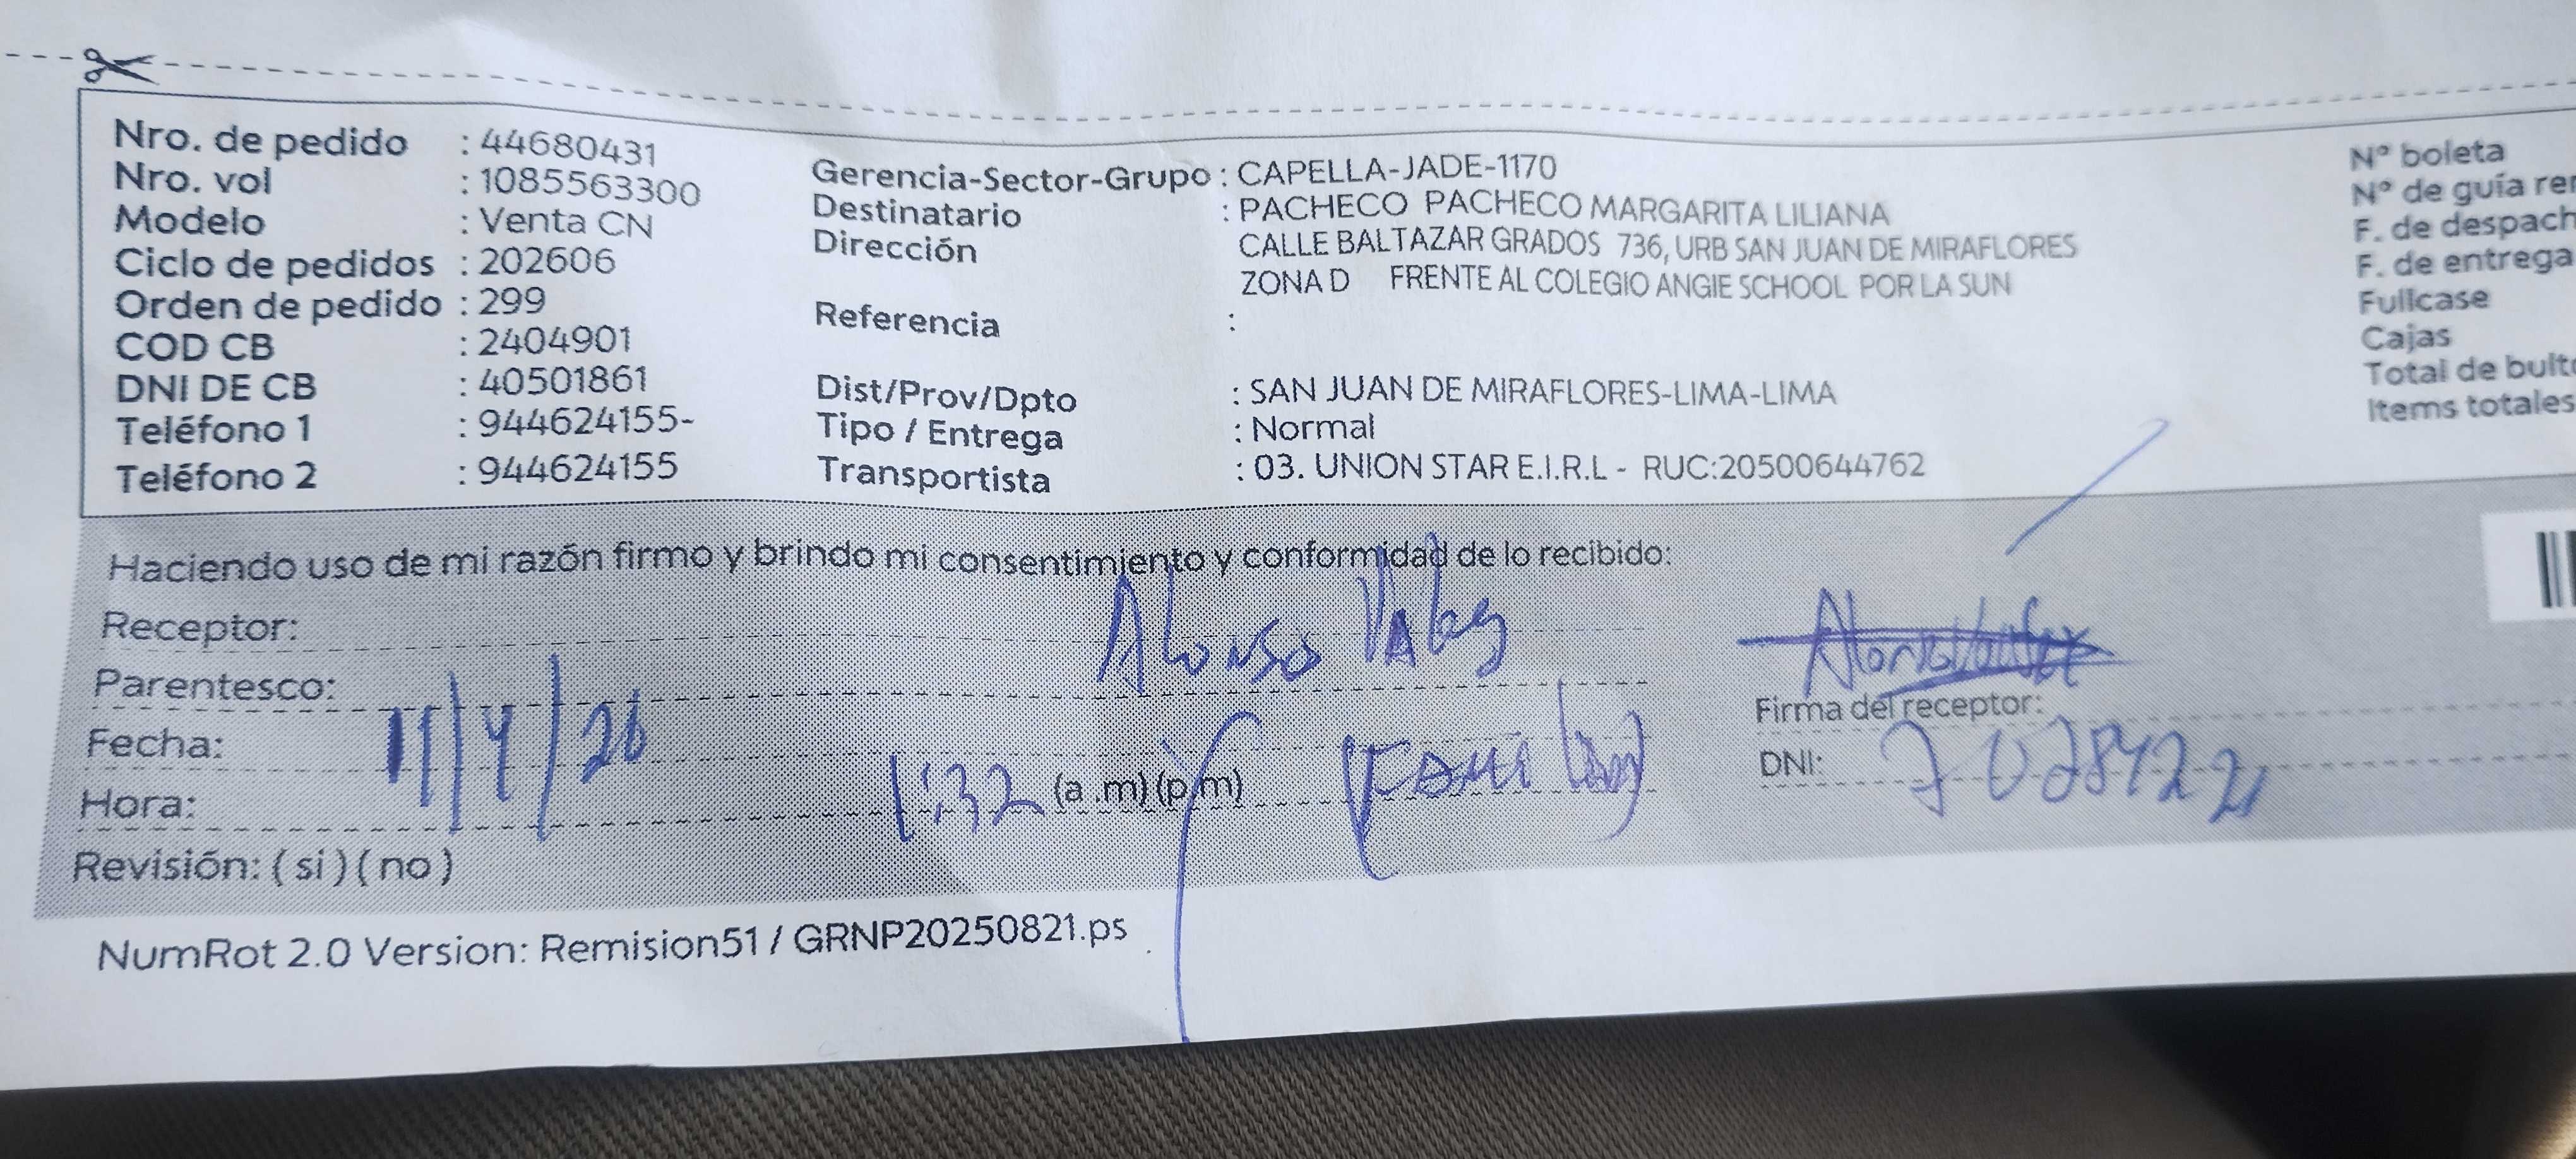 Nro. de pedido : 44680431
Nro. vol : 1085563300
Modelo : Venta CN
Ciclo de pedidos : 202606
Orden de pedido : 299
COD CB : 2404901
DNI DE CB : 40501861
Teléfono 1 : 944624155-
Teléfono 2 : 944624155
Gerencia-Sector-Grupo : CAPELLA-JADE-1170
Destinatario : PACHECO PACHECO MARGARITA LILIANA
Dirección CALLE BALTAZAR GRADOS 736, URB SAN JUAN DE MIRAFLORES
ZONA D FRENTE AL COLEGIO ANGIE SCHOOL POR LA SUN
Referencia :
Dist/Prov/Dpto : SAN JUAN DE MIRAFLORES-LIMA-LIMA
Tipo / Entrega : Normal
Transportista : 03. UNION STAR E.I.R.L - RUC:20500644762
N° boleta
N° de guía
F. de
F. de entrega
Fullcase
Cajas
Total de
Items totales
Haciendo uso de mi razón firmo y brindo mi consentimiento y conformidad de lo recibido:
Receptor: Alonso
Parentesco:
Fecha: 11/4/26
Hora: 1:32 (a.m)(p.m)
Revisión: ( si ) ( no )
Firma del receptor:
DNI:
NumRot 2.0 Version: Remision51 / GRNP20250821.ps